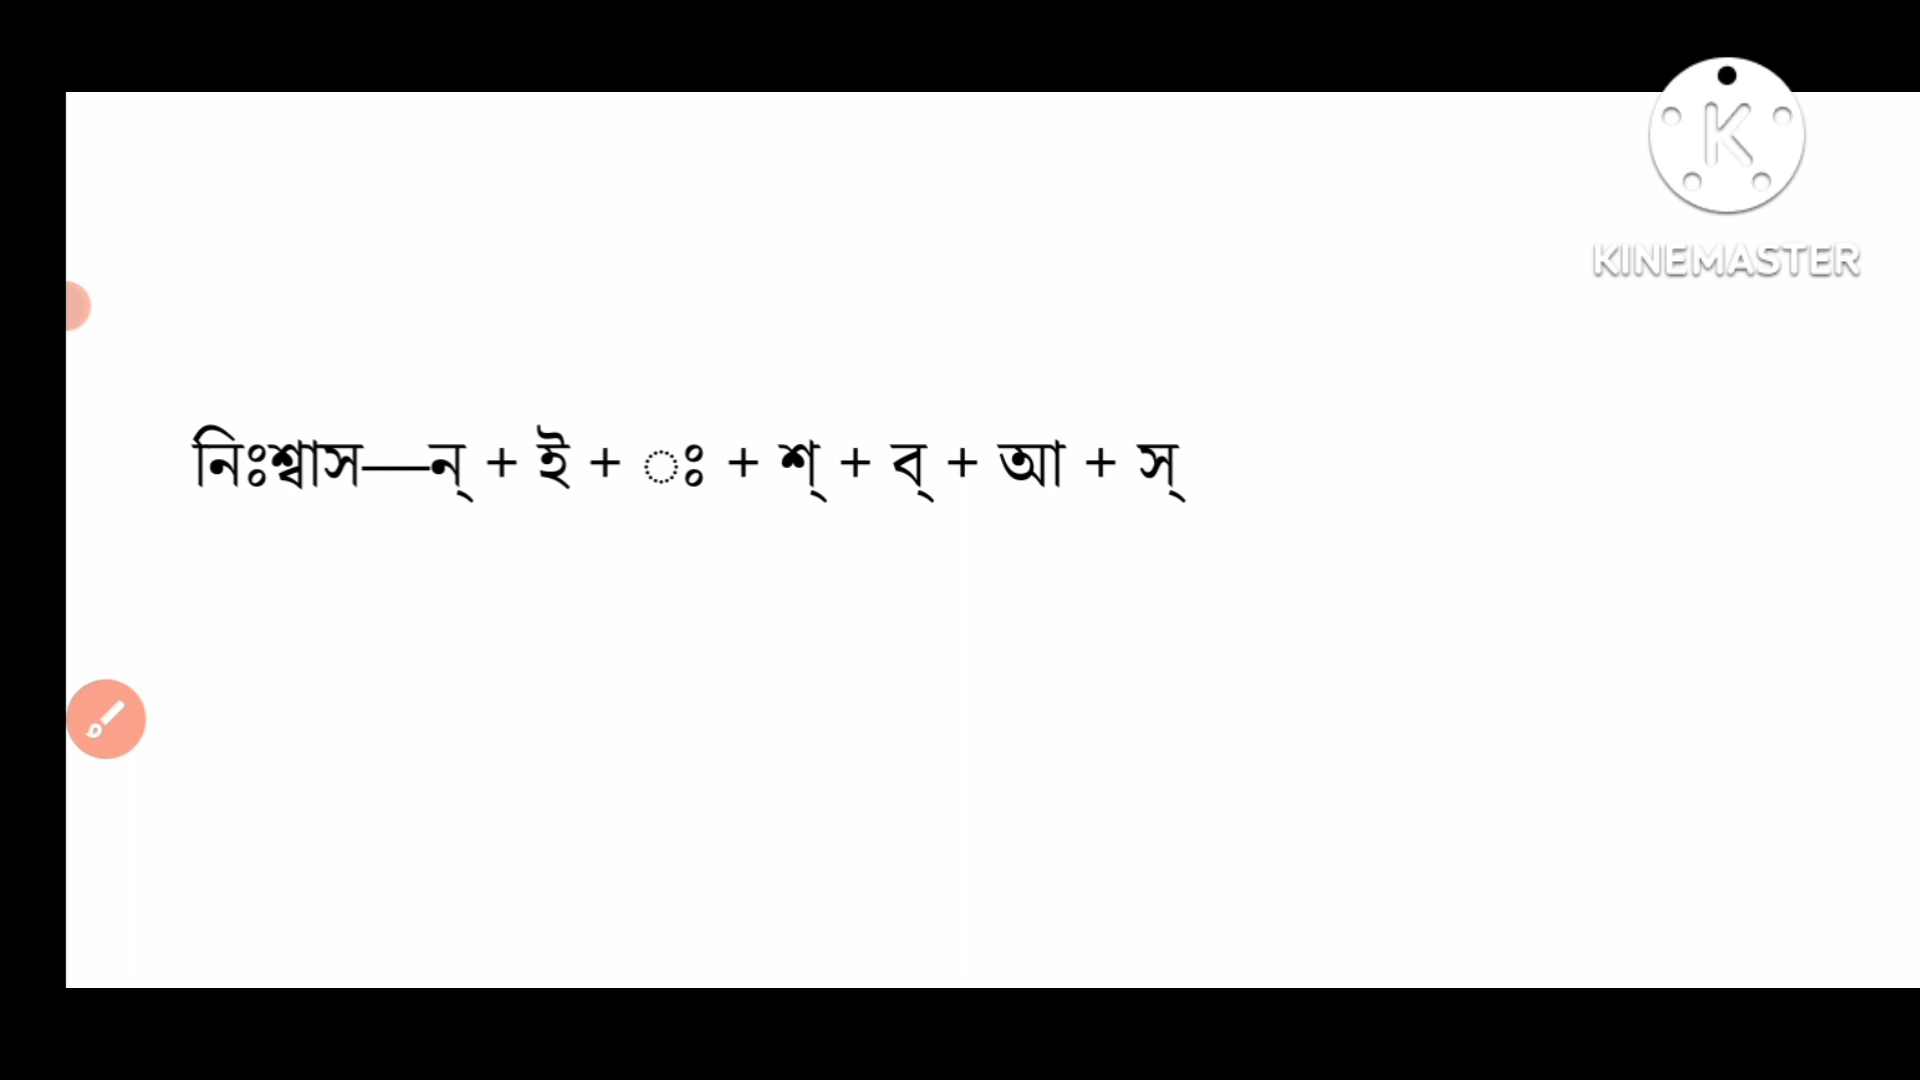 K
KINEMASTER
নিঃশ্বাস—ন্ + ই + ঃ + শ্ + ব্ + আ + স্